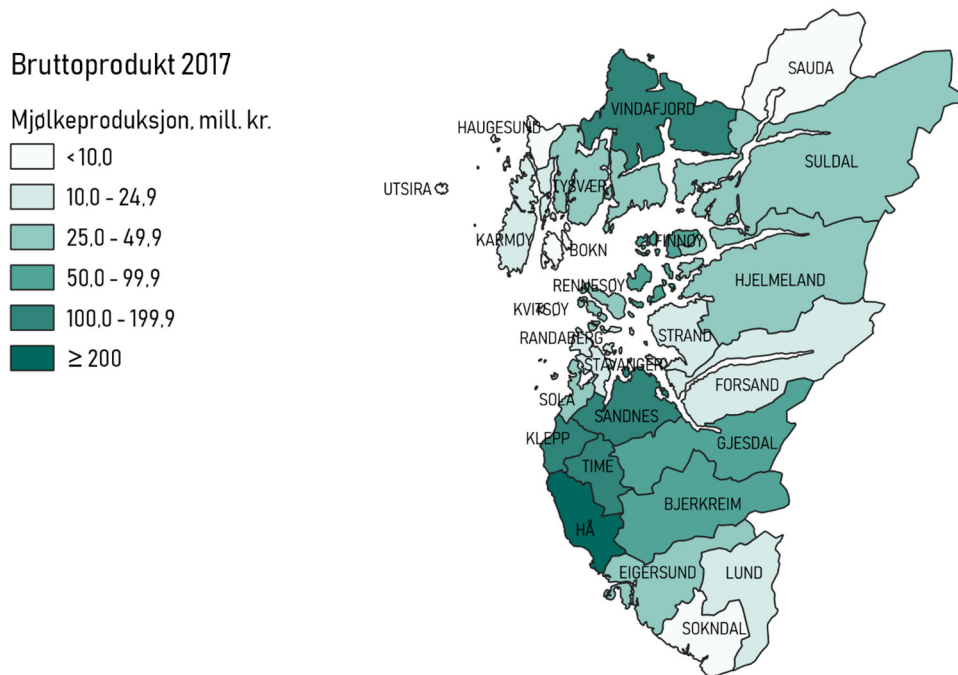 Bruttoprodukt 2017
Mjølkeproduksjon, mill. kr.
< 10,0
10,0 - 24,9
25,0 - 49,9
50,0 - 99,9
100,0 - 199,9
≥ 200
SAUDA
VINDAFJORD
HAUGESUND
SULDAL
UTSIRA
TYSVÆR
KARMØY
BOKN
FINNØY
HJELMELAND
RENNESØY
KVITSØY
RANDABERG
STRAND
STAVANGER
FORSAND
SOLA
SANDNES
KLEPP
GJESDAL
TIME
BJERKREIM
HÅ
EIGERSUND
LUND
SOKNDAL